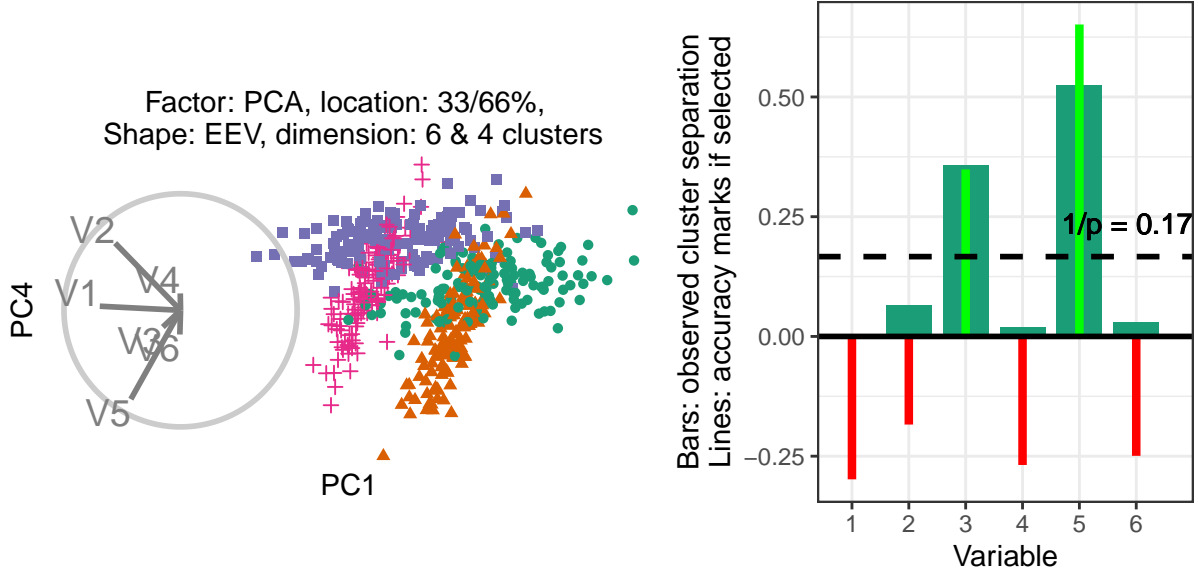 Factor: PCA, location: 33/66%,
Shape: EEV, dimension: 6 & 4 clusters
V2
V4
V1
V3
V6
V5
PC4
PC1
Bars: observed cluster separation
Lines: accuracy marks if selected
0.50
0.25
0.00
−0.25
1/p = 0.17
1 2 3 4 5 6
Variable